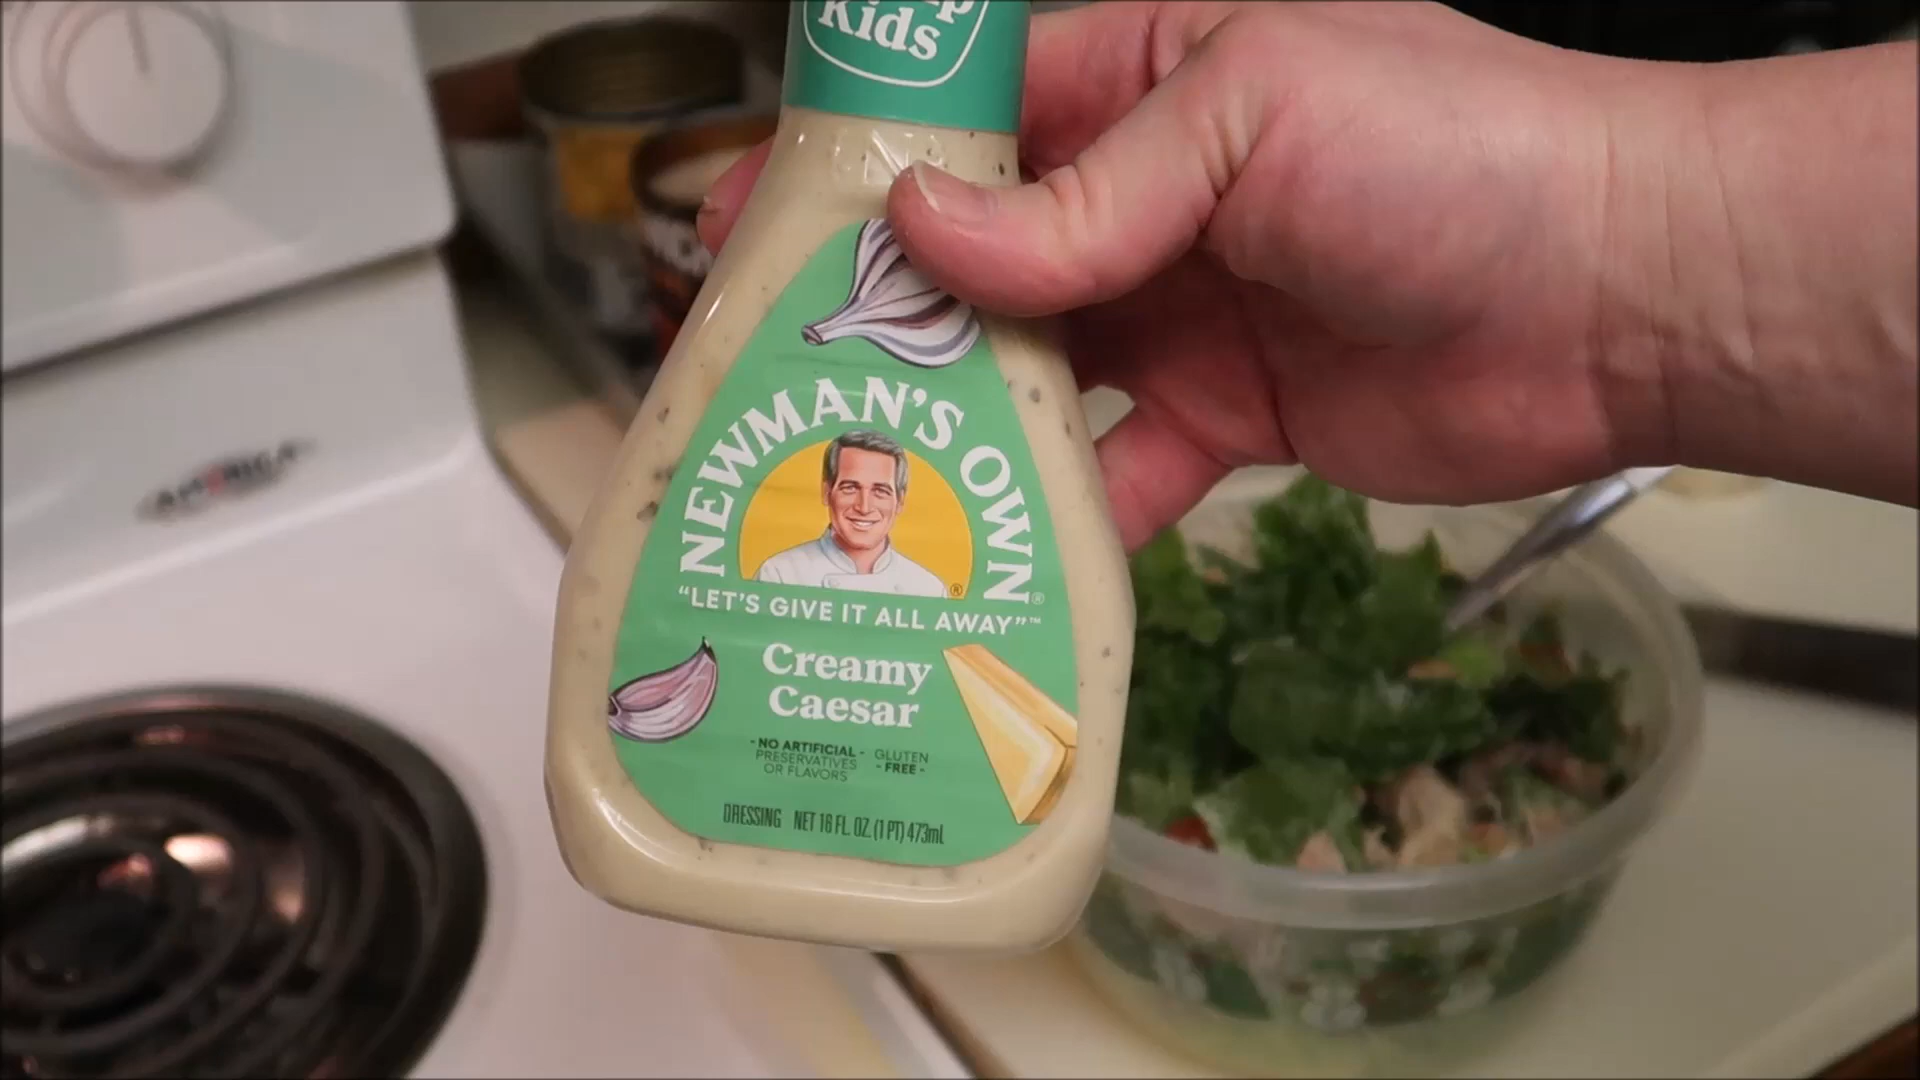 Kids
NEWMAN'S OWN®
"LET'S GIVE IT ALL AWAY"™
Creamy
Caesar
- NO ARTIFICIAL -
PRESERVATIVES
OR FLAVORS
GLUTEN
- FREE -
DRESSING NET 16 FL. OZ. (1 PT) 473mL
AMERICA